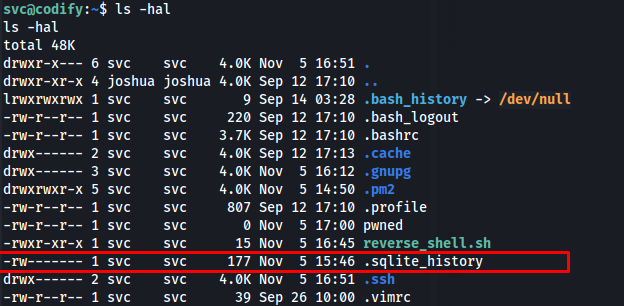 svc@codify:~$ ls -hal
ls -hal
total 48K
drwxr-x--- 6 svc    svc    4.0K Nov  5 16:51 .
drwxr-xr-x 4 joshua joshua 4.0K Sep 12 17:10 ..
lrwxrwxrwx 1 svc    svc       9 Sep 14 03:28 .bash_history -> /dev/null
-rw-r--r-- 1 svc    svc     220 Sep 12 17:10 .bash_logout
-rw-r--r-- 1 svc    svc    3.7K Sep 12 17:10 .bashrc
drwx------ 2 svc    svc    4.0K Sep 12 17:13 .cache
drwx------ 3 svc    svc    4.0K Nov  5 16:12 .gnupg
drwxrwxr-x 5 svc    svc    4.0K Nov  5 14:50 .pm2
-rw-r--r-- 1 svc    svc     807 Sep 12 17:10 .profile
-rw-r--r-- 1 svc    svc       0 Nov  5 17:00 pwned
-rwxr-xr-x 1 svc    svc      15 Nov  5 16:45 reverse_shell.sh
-rw------- 1 svc    svc     177 Nov  5 15:46 .sqlite_history
drwx------ 2 svc    svc    4.0K Nov  5 16:46 .ssh
-rw-r--r-- 1 svc    svc      39 Sep 26 10:00 .vimrc